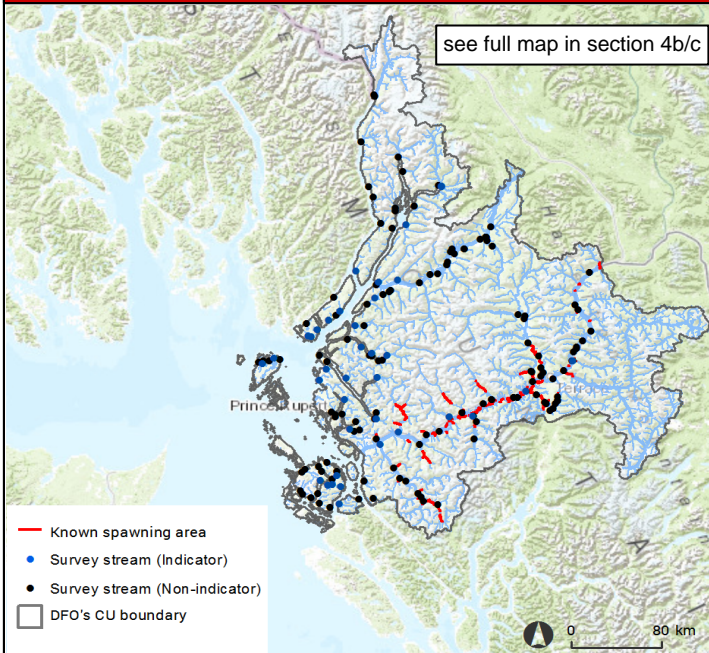 see full map in section 4b/c
Prince Rupert
Terrace
Known spawning area
Survey stream (Indicator)
Survey stream (Non-indicator)
DFO's CU boundary
0 80 km